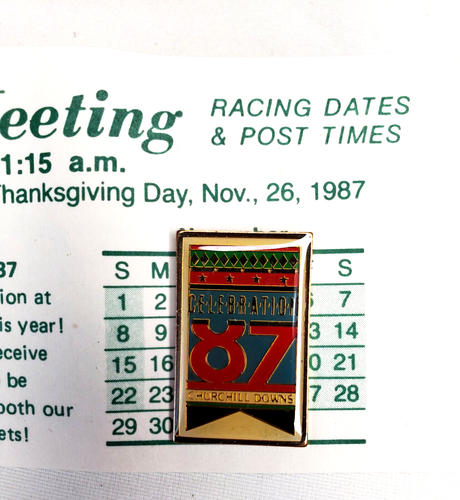 eeting
RACING DATES
& POST TIMES
1:15 a.m.
Thanksgiving Day, Nov., 26, 1987
37
ion at
is year!
eceive
be
ooth our
ets!
S M S
1 2 7
8 9 3 14
15 16 0 21
22 23 7 28
29 30
CELEBRATION
87
CHURCHILL DOWNS